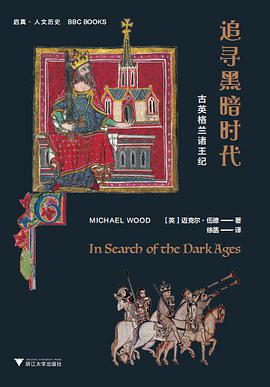 启真·人文历史 BBC BOOKS
追寻黑暗时代
古英格兰诸王纪
MICHAEL WOOD
[英]迈克尔·伍德——著
徐菡——译
In Search of the Dark Ages
浙江大学出版社